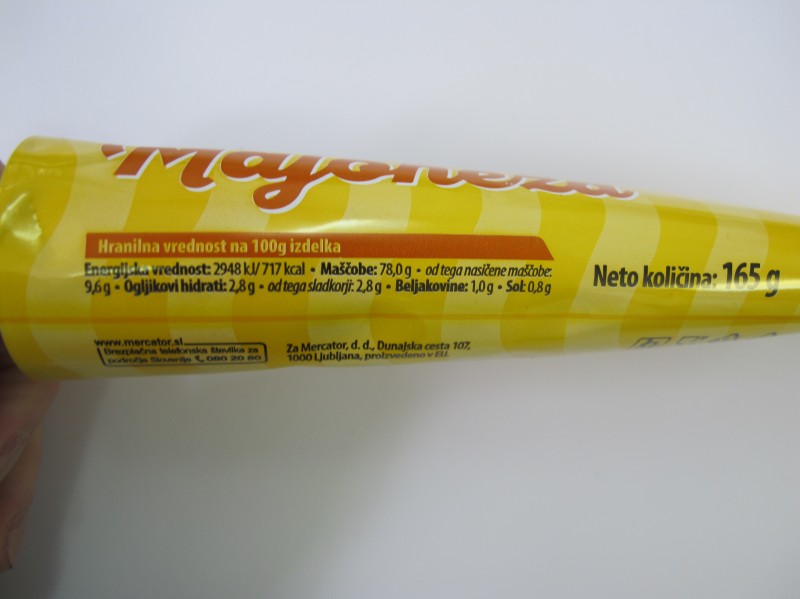 Majoneza
Hranilna vrednost na 100g izdelka
Energijska vrednost: 2948 kJ/ 717 kcal • Maščobe: 78,0 g • od tega nasičene maščobe:
9,6 g • Ogljikovi hidrati: 2,8 g • od tega sladkorji: 2,8 g • Beljakovine: 1,0 g • Sol: 0,8 g
Neto količina: 165 g
www.mercator.si
Brezplačna telefonska številka za
področje Slovenije 080 20 80
Za Mercator, d. d., Dunajska cesta 107,
1000 Ljubljana, proizvedeno v EU.